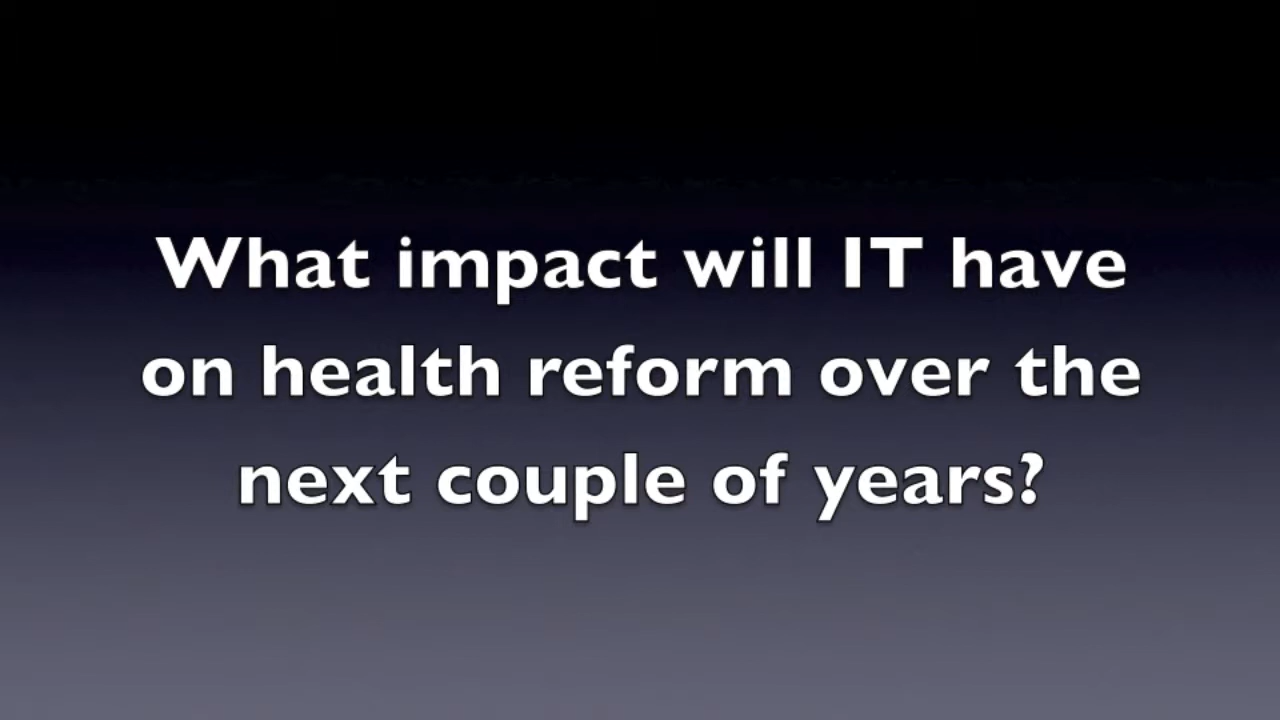 What impact will IT have
on health reform over the
next couple of years?